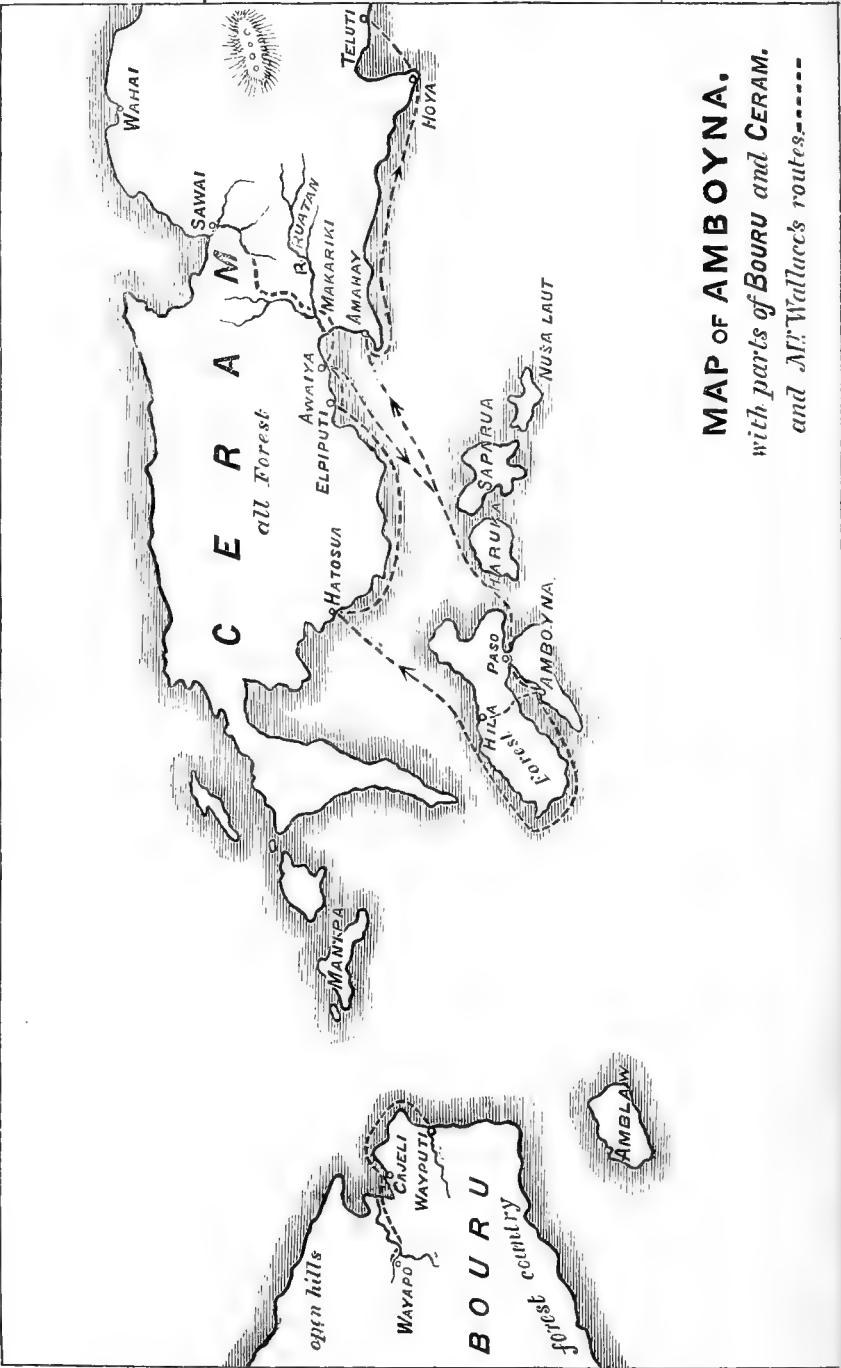 MAP OF AMBOYNA,
with parts of BOURU and CERAM.
and Mr. Wallace's routes
WAHAI
TELUTI
HOYA
SAWAI
R. RUATAN
MAKARIKI
AMAHAY
AWAIYA
ELPIPUTI
CERAM
all Forest
HATOSUA
NUSA LAUT
SAPARUA
HARUKA
PASO
AMBOYNA
HILA
Forest
MANIPA
CAJELI
WAYPUTI
WAYAPO
open hills
BOURU
forest country
AMBLAW